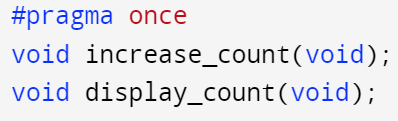 #pragma once
void increase_count(void);
void display_count(void);